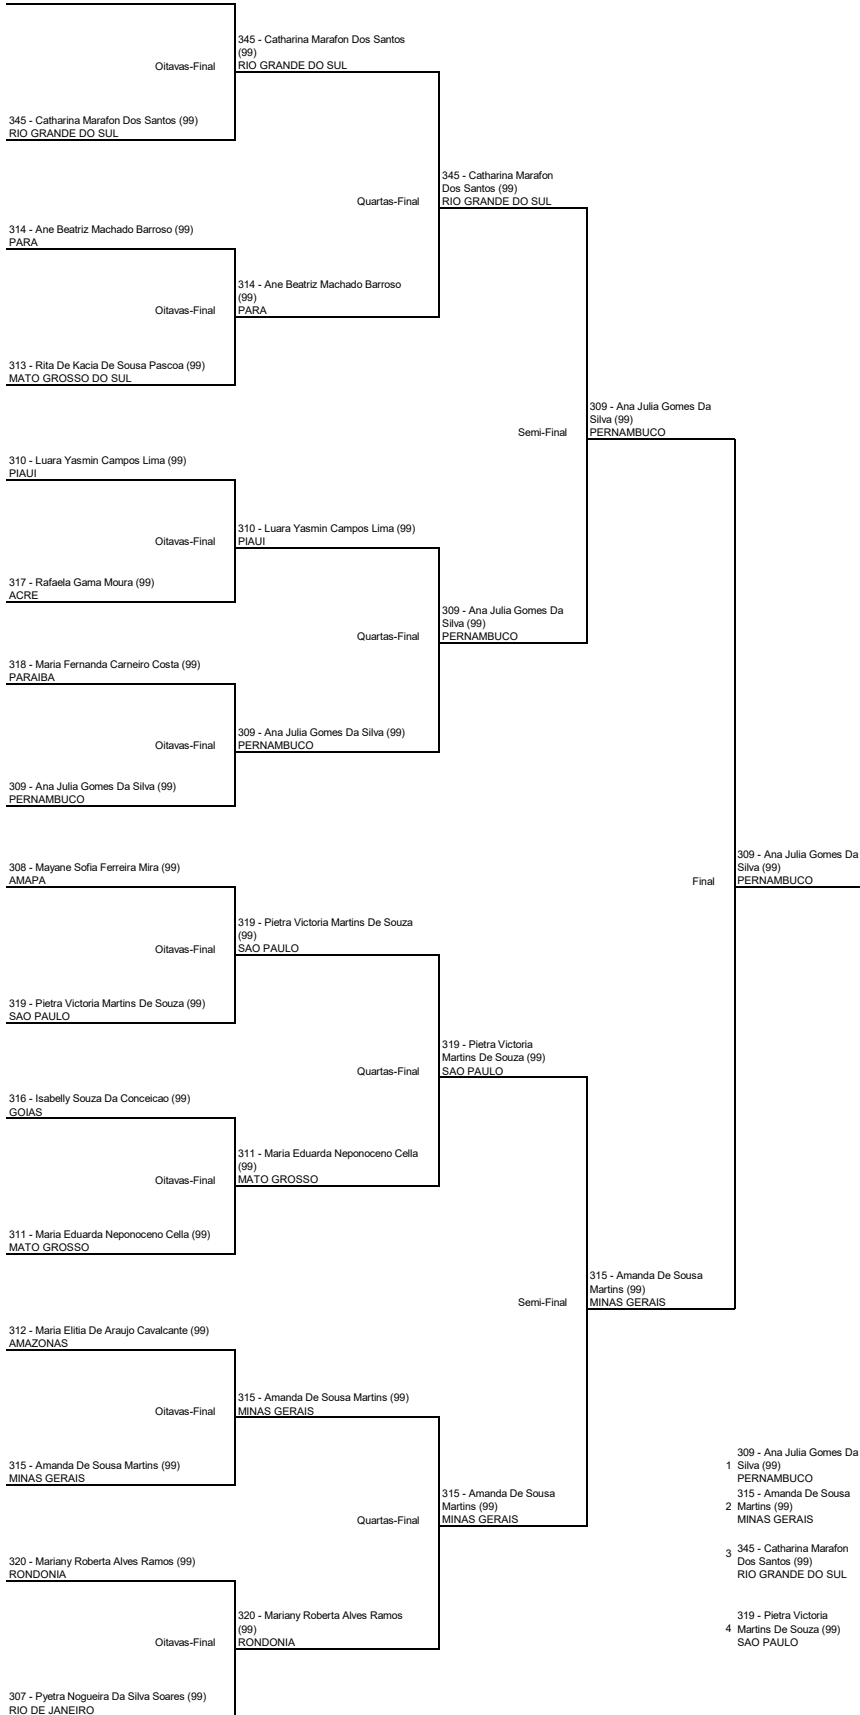 345 - Catharina Marafon Dos Santos
(99)
Oitavas-Final
RIO GRANDE DO SUL
345 - Catharina Marafon Dos Santos (99)
RIO GRANDE DO SUL
345 - Catharina Marafon
Dos Santos (99)
Quartas-Final
RIO GRANDE DO SUL
314 - Ane Beatriz Machado Barroso (99)
PARA
314 - Ane Beatriz Machado Barroso
(99)
Oitavas-Final
PARA
313 - Rita De Kacia De Sousa Pascoa (99)
MATO GROSSO DO SUL
309 - Ana Julia Gomes Da
Silva (99)
Semi-Final
PERNAMBUCO
310 - Luara Yasmin Campos Lima (99)
PIAUI
310 - Luara Yasmin Campos Lima (99)
Oitavas-Final
PIAUI
317 - Rafaela Gama Moura (99)
ACRE
309 - Ana Julia Gomes Da
Silva (99)
Quartas-Final
PERNAMBUCO
318 - Maria Fernanda Carneiro Costa (99)
PARAIBA
309 - Ana Julia Gomes Da Silva (99)
Oitavas-Final
PERNAMBUCO
309 - Ana Julia Gomes Da Silva (99)
PERNAMBUCO
309 - Ana Julia Gomes Da
Silva (99)
Final
PERNAMBUCO
308 - Mayane Sofia Ferreira Mira (99)
AMAPA
319 - Pietra Victoria Martins De Souza
(99)
Oitavas-Final
SAO PAULO
319 - Pietra Victoria Martins De Souza (99)
SAO PAULO
319 - Pietra Victoria
Martins De Souza (99)
Quartas-Final
SAO PAULO
316 - Isabelly Souza Da Conceicao (99)
GOIAS
311 - Maria Eduarda Neponoceno Cella
(99)
Oitavas-Final
MATO GROSSO
311 - Maria Eduarda Neponoceno Cella (99)
MATO GROSSO
315 - Amanda De Sousa
Martins (99)
Semi-Final
MINAS GERAIS
312 - Maria Elitia De Araujo Cavalcante (99)
AMAZONAS
315 - Amanda De Sousa Martins (99)
Oitavas-Final
MINAS GERAIS
315 - Amanda De Sousa Martins (99)
MINAS GERAIS
315 - Amanda De Sousa
Martins (99)
Quartas-Final
MINAS GERAIS
320 - Mariany Roberta Alves Ramos (99)
RONDONIA
320 - Mariany Roberta Alves Ramos
(99)
Oitavas-Final
RONDONIA
307 - Pyetra Nogueira Da Silva Soares (99)
RIO DE JANEIRO
309 - Ana Julia Gomes Da
1 Silva (99)
PERNAMBUCO
315 - Amanda De Sousa
2 Martins (99)
MINAS GERAIS
3 345 - Catharina Marafon
Dos Santos (99)
RIO GRANDE DO SUL
319 - Pietra Victoria
4 Martins De Souza (99)
SAO PAULO